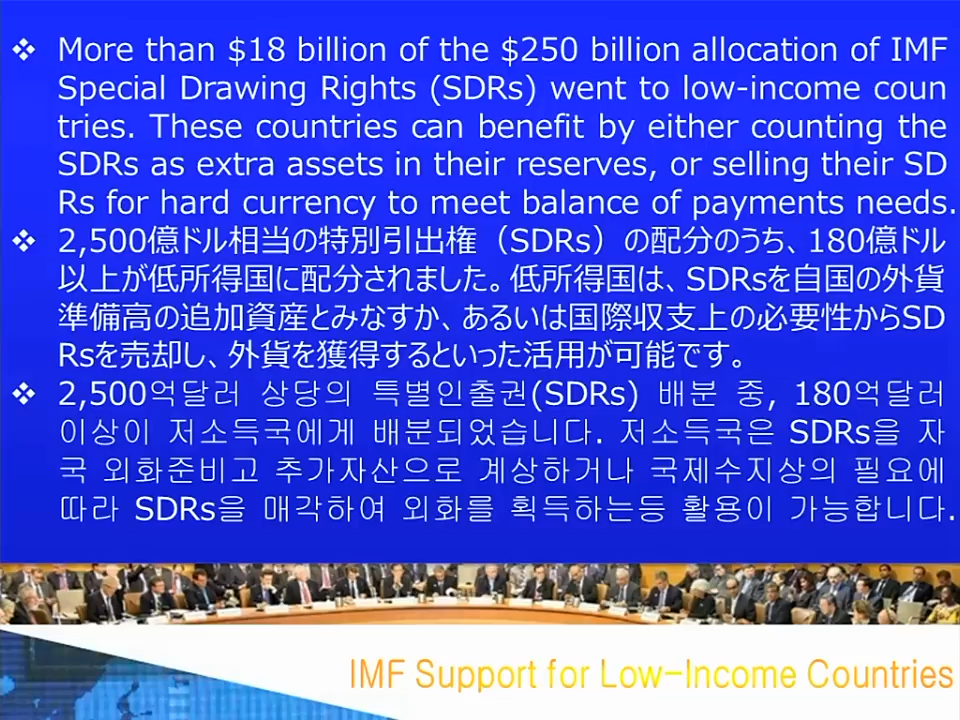 ❖ More than $18 billion of the $250 billion allocation of IMF
Special Drawing Rights (SDRs) went to low-income coun
tries. These countries can benefit by either counting the
SDRs as extra assets in their reserves, or selling their SD
Rs for hard currency to meet balance of payments needs.
❖ 2,500億ドル相当の特別引出権（SDRs）の配分のうち、180億ドル
以上が低所得国に配分されました。低所得国は、SDRsを自国の外貨
準備高の追加資産とみなすか、あるいは国際収支上の必要性からSD
Rsを売却し、外貨を獲得するといった活用が可能です。
❖ 2,500억달러 상당의 특별인출권(SDRs) 배분 중, 180억달러
이상이 저소득국에게 배분되었습니다. 저소득국은 SDRs을 자
국 외화준비고 추가자산으로 계상하거나 국제수지상의 필요에
따라 SDRs을 매각하여 외화를 획득하는등 활용이 가능합니다.
IMF Support for Low-Income Countries